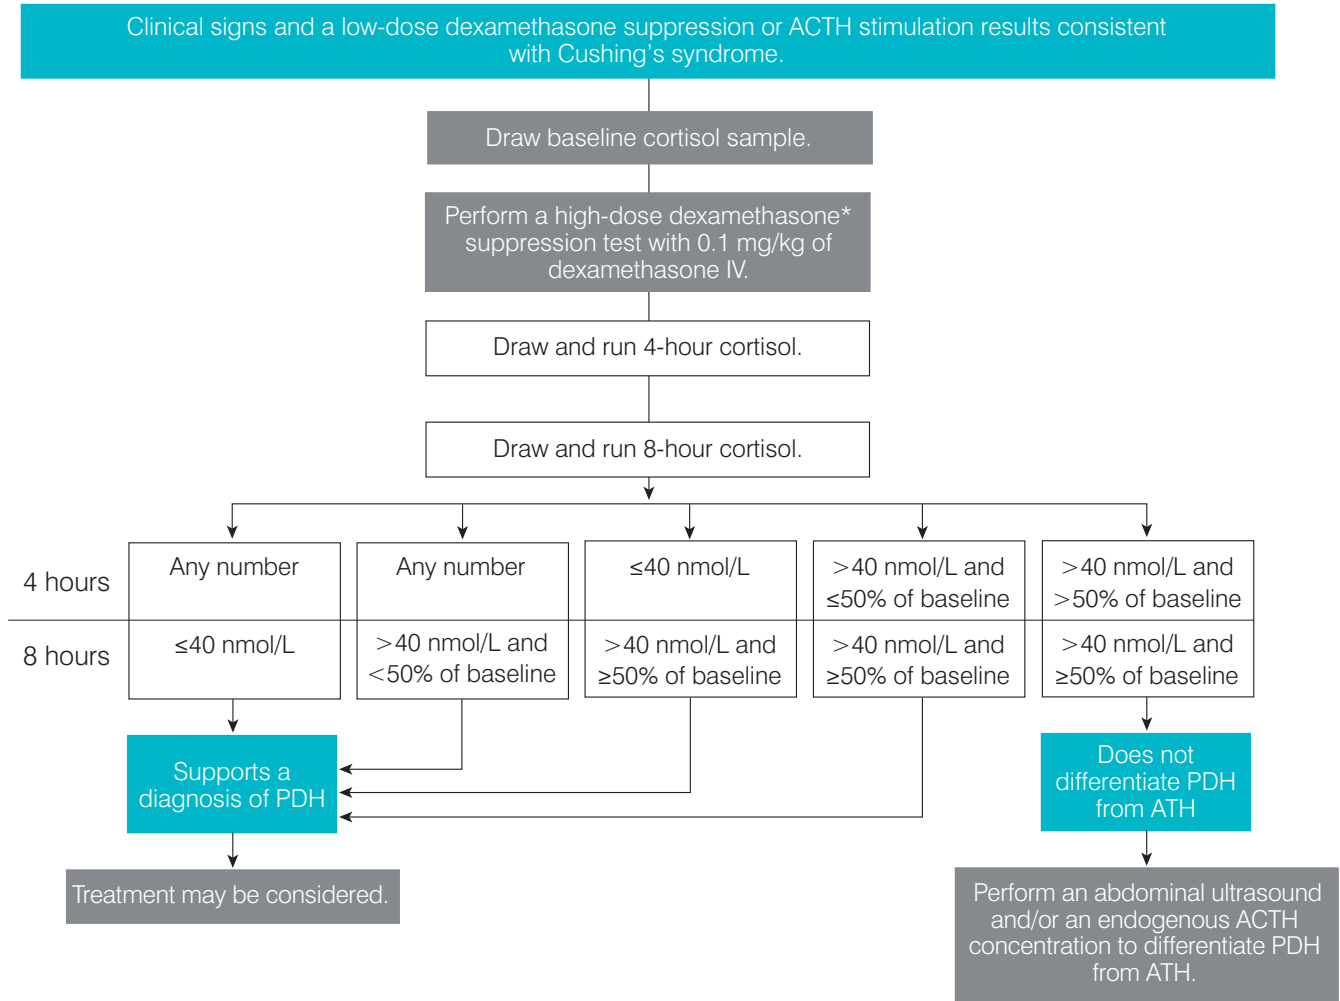 Clinical signs and a low-dose dexamethasone suppression or ACTH stimulation results consistent
with Cushing's syndrome.
Draw baseline cortisol sample.
Perform a high-dose dexamethasone*
suppression test with 0.1 mg/kg of
dexamethasone IV.
Draw and run 4-hour cortisol.
Draw and run 8-hour cortisol.
4 hours
Any number
Any number
≤40 nmol/L
>40 nmol/L and
≤50% of baseline
>40 nmol/L and
>50% of baseline
8 hours
≤40 nmol/L
>40 nmol/L and
<50% of baseline
>40 nmol/L and
≥50% of baseline
>40 nmol/L and
≥50% of baseline
>40 nmol/L and
≥50% of baseline
Supports a
diagnosis of PDH
Does not
differentiate PDH
from ATH
Treatment may be considered.
Perform an abdominal ultrasound
and/or an endogenous ACTH
concentration to differentiate PDH
from ATH.